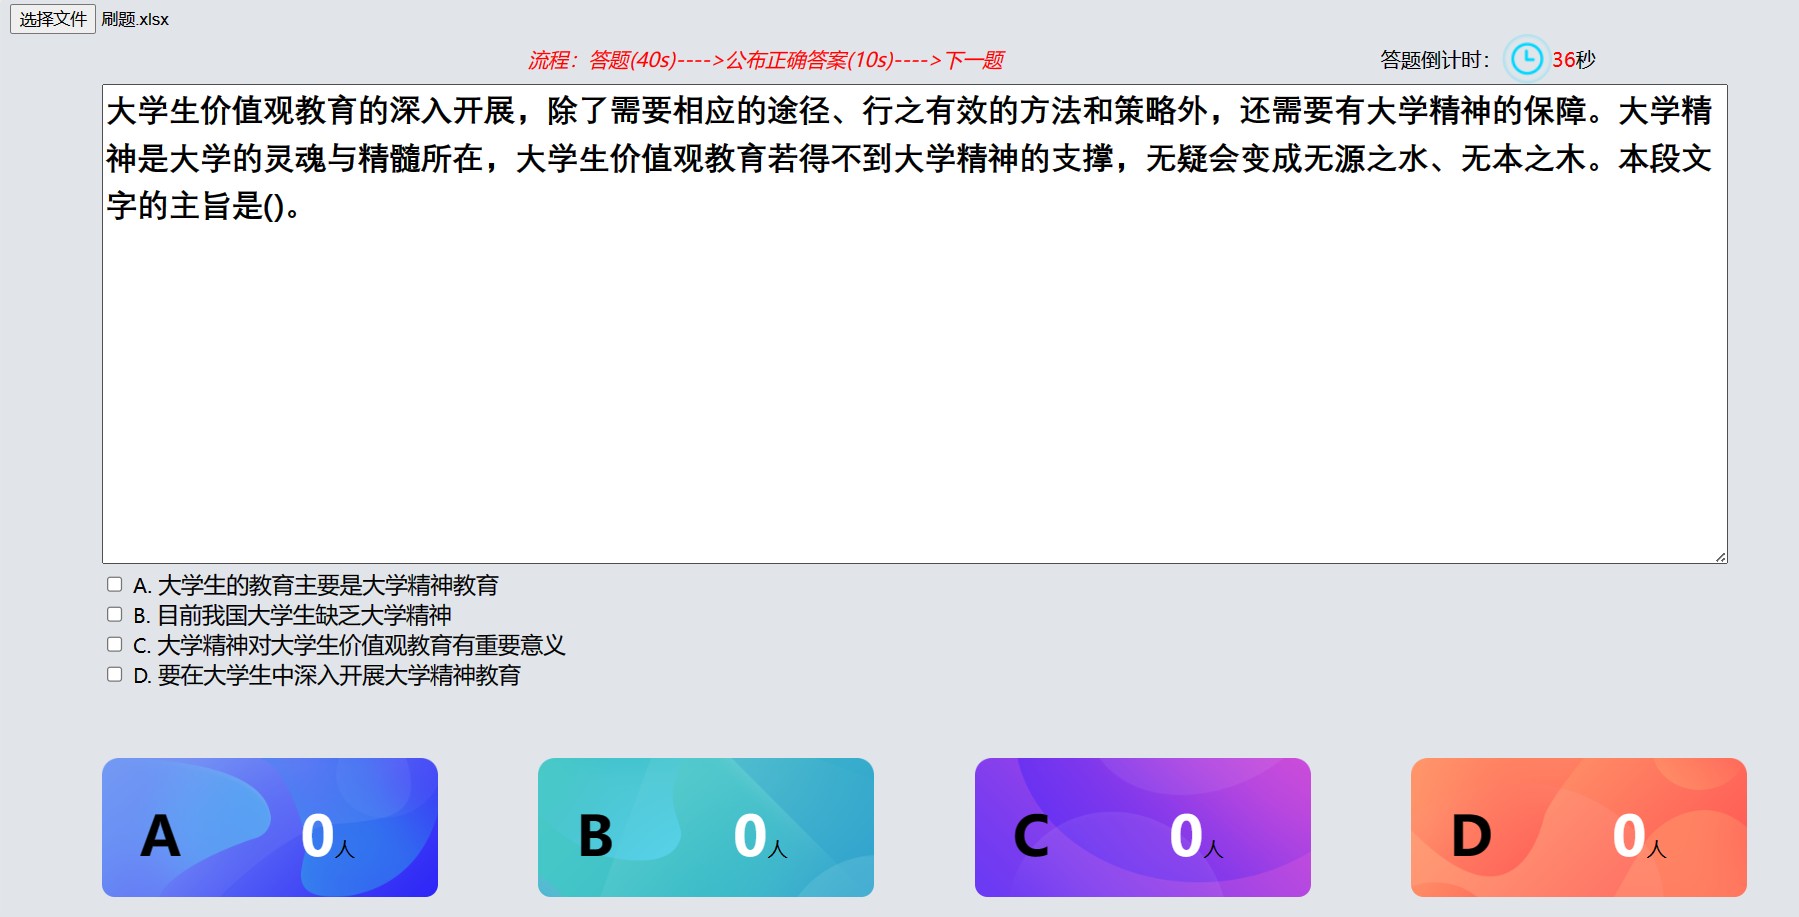 选择文件 刷题.xlsx
流程：答题(40s)---->公布正确答案(10s)---->下一题
答题倒计时： 36秒
大学生价值观教育的深入开展，除了需要相应的途径、行之有效的方法和策略外，还需要有大学精神的保障。大学精
神是大学的灵魂与精髓所在，大学生价值观教育若得不到大学精神的支撑，无疑会变成无源之水、无本之木。本段文
字的主旨是()。
A. 大学生的教育主要是大学精神教育
B. 目前我国大学生缺乏大学精神
C. 大学精神对大学生价值观教育有重要意义
D. 要在大学生中深入开展大学精神教育
A 0人
B 0人
C 0人
D 0人